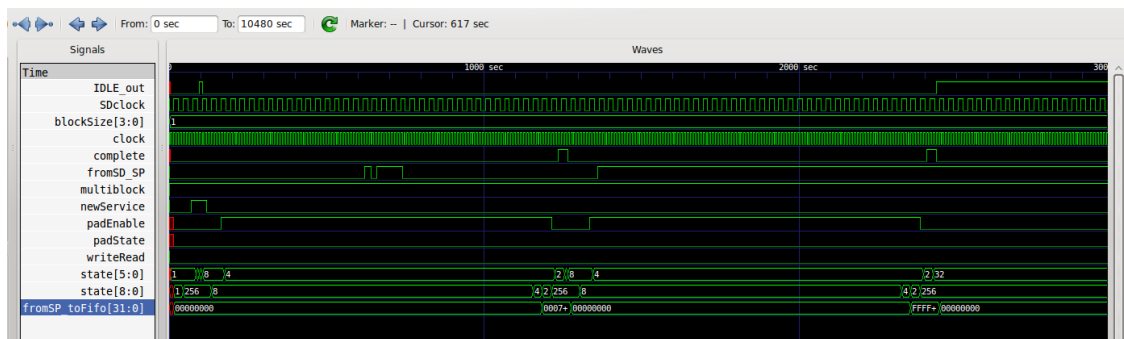 From: 0 sec To: 10480 sec Marker: -- | Cursor: 617 sec
Signals Waves
Time 0 1000 sec 2000 sec 300
IDLE_out
SDclock
blockSize[3:0] 1
clock
complete
fromSD_SP
multiblock
newService
padEnable
padState
writeRead
state[5:0] 1 8 4 2 8 4 2 32
state[8:0] 1 256 8 4 2 256 8 4 2 256
fromSP_toFifo[31:0] 00000000 0007+ 00000000 FFFF+ 00000000